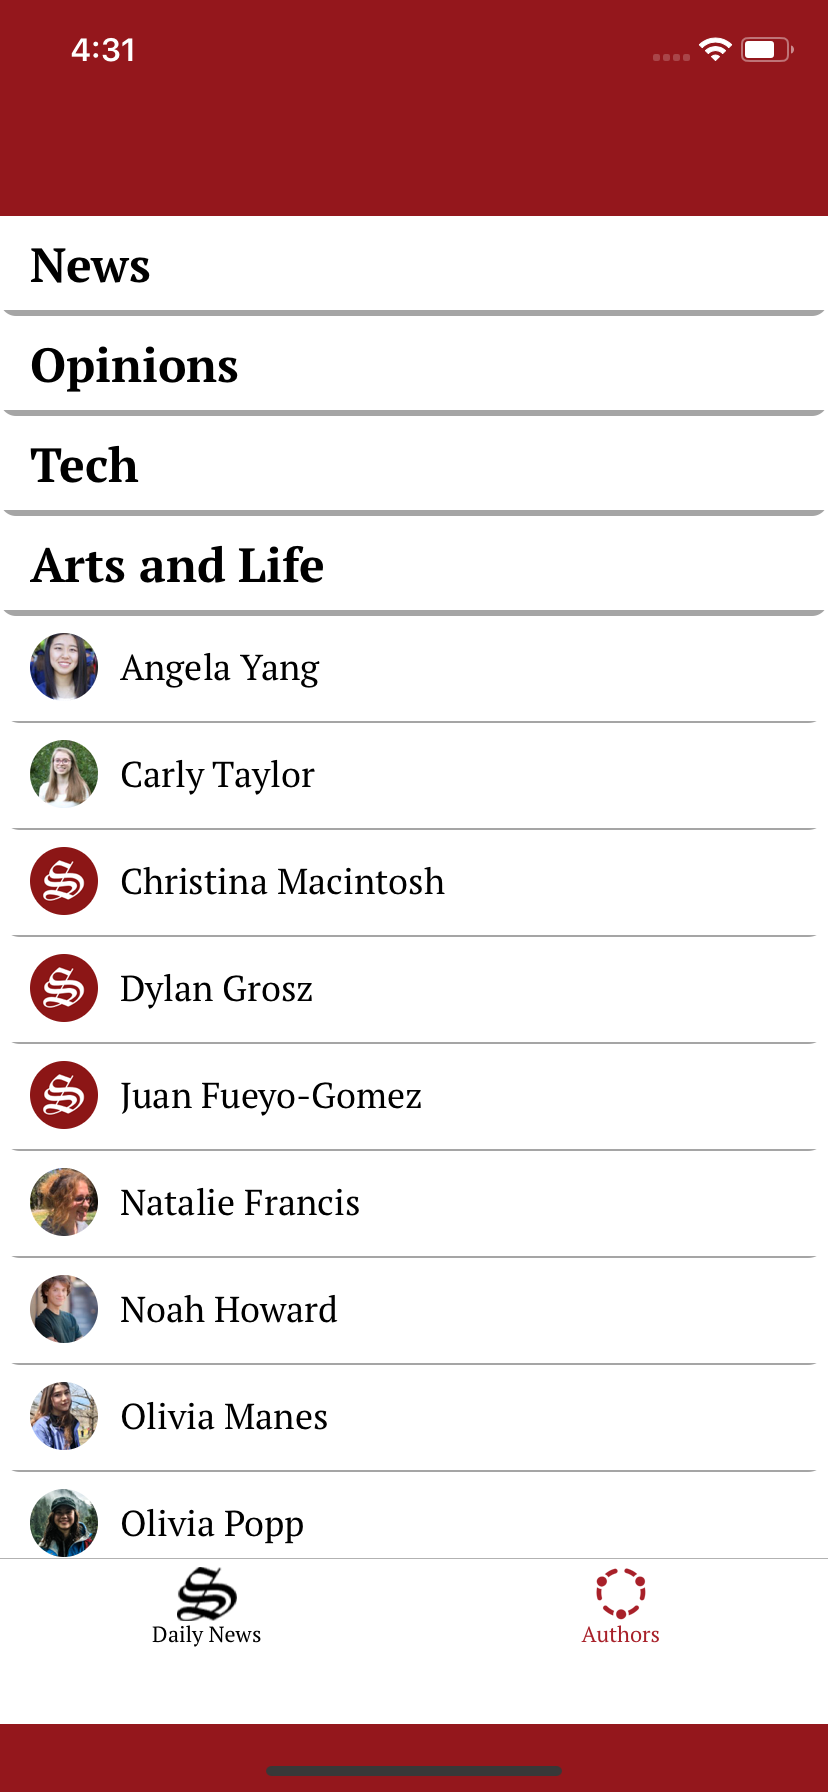 4:31
News
Opinions
Tech
Arts and Life
Angela Yang
Carly Taylor
S Christina Macintosh
S Dylan Grosz
S Juan Fueyo-Gomez
Natalie Francis
Noah Howard
Olivia Manes
Olivia Popp
S
Daily News
Authors